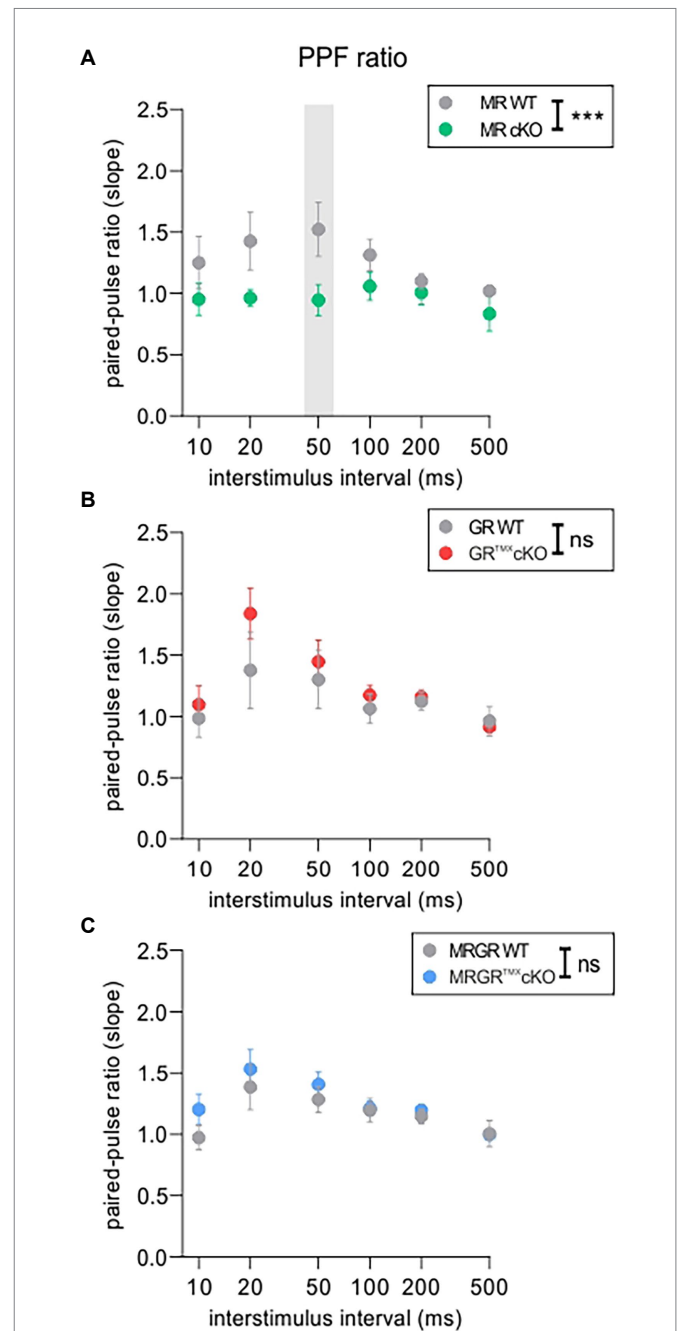 A
PPF ratio
MR WT
MR cKO
***
2.5
2.0
1.5
1.0
0.5
0.0
paired-pulse ratio (slope)
10 20 50 100 200 500
interstimulus interval (ms)
B
GR WT
GR™ˣcKO
ns
2.5
2.0
1.5
1.0
0.5
0.0
paired-pulse ratio (slope)
10 20 50 100 200 500
interstimulus interval (ms)
C
MRGR WT
MRGR™ˣcKO
ns
2.5
2.0
1.5
1.0
0.5
0.0
paired-pulse ratio (slope)
10 20 50 100 200 500
interstimulus interval (ms)